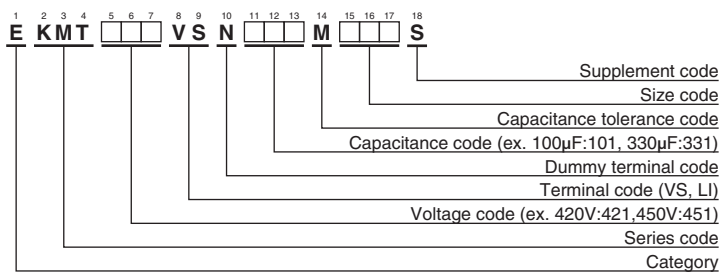 1 2 3 4 5 6 7 8 9 10 11 12 13 14 15 16 17 18
E KMT VS N M S
Supplement code
Size code
Capacitance tolerance code
Capacitance code (ex. 100µF:101, 330µF:331)
Dummy terminal code
Terminal code (VS, LI)
Voltage code (ex. 420V:421,450V:451)
Series code
Category